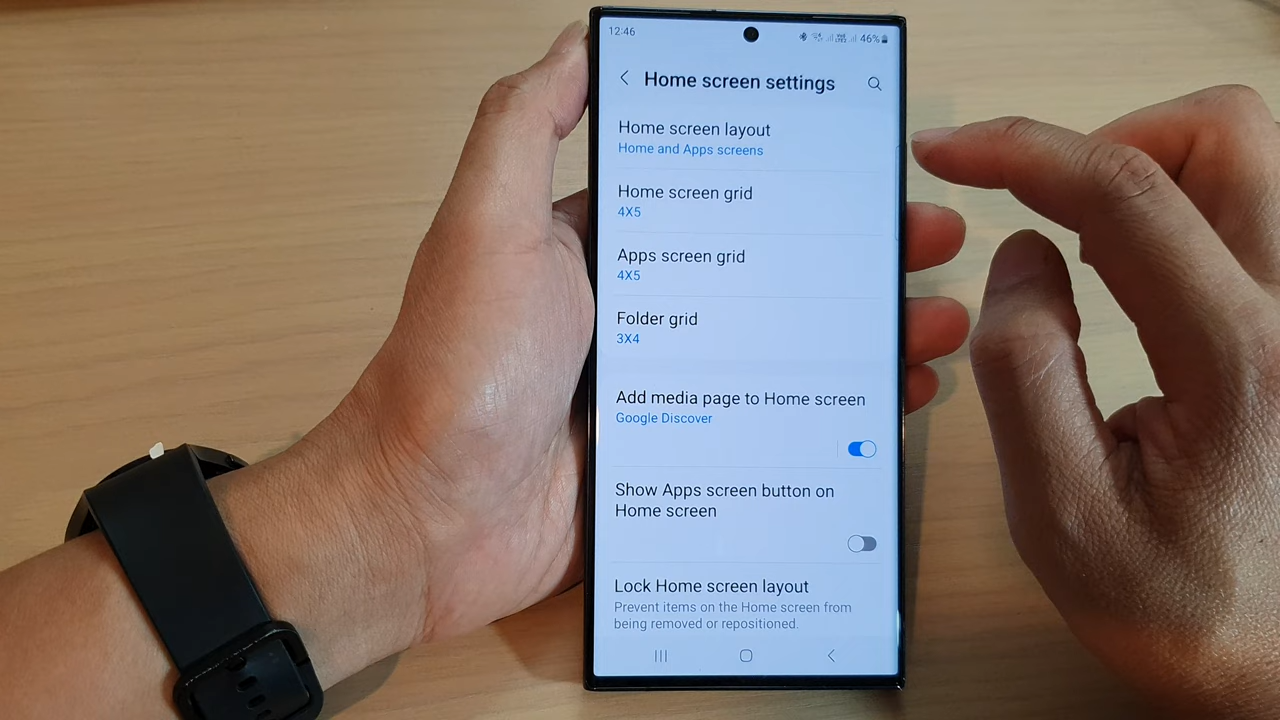 12:46
46%
Home screen settings
Home screen layout
Home and Apps screens
Home screen grid
4X5
Apps screen grid
4X5
Folder grid
3X4
Add media page to Home screen
Google Discover
Show Apps screen button on
Home screen
Lock Home screen layout
Prevent items on the Home screen from
being removed or repositioned.